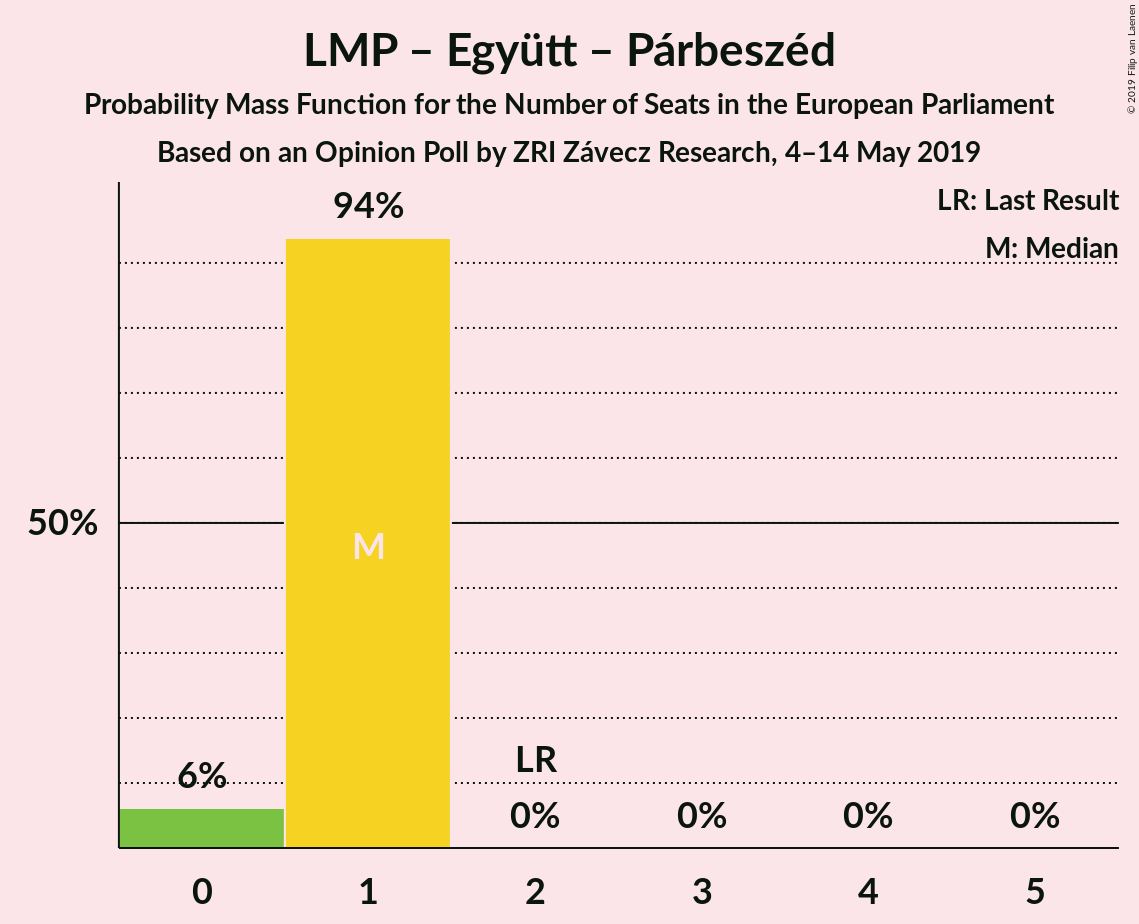 LMP – Együtt – Párbeszéd
Probability Mass Function for the Number of Seats in the European Parliament
Based on an Opinion Poll by ZRI Závecz Research, 4–14 May 2019
© 2019 Filip van Laenen
LR: Last Result
M: Median
94%
50%
M
6%
LR
0%
0%
0%
0%
0 1 2 3 4 5